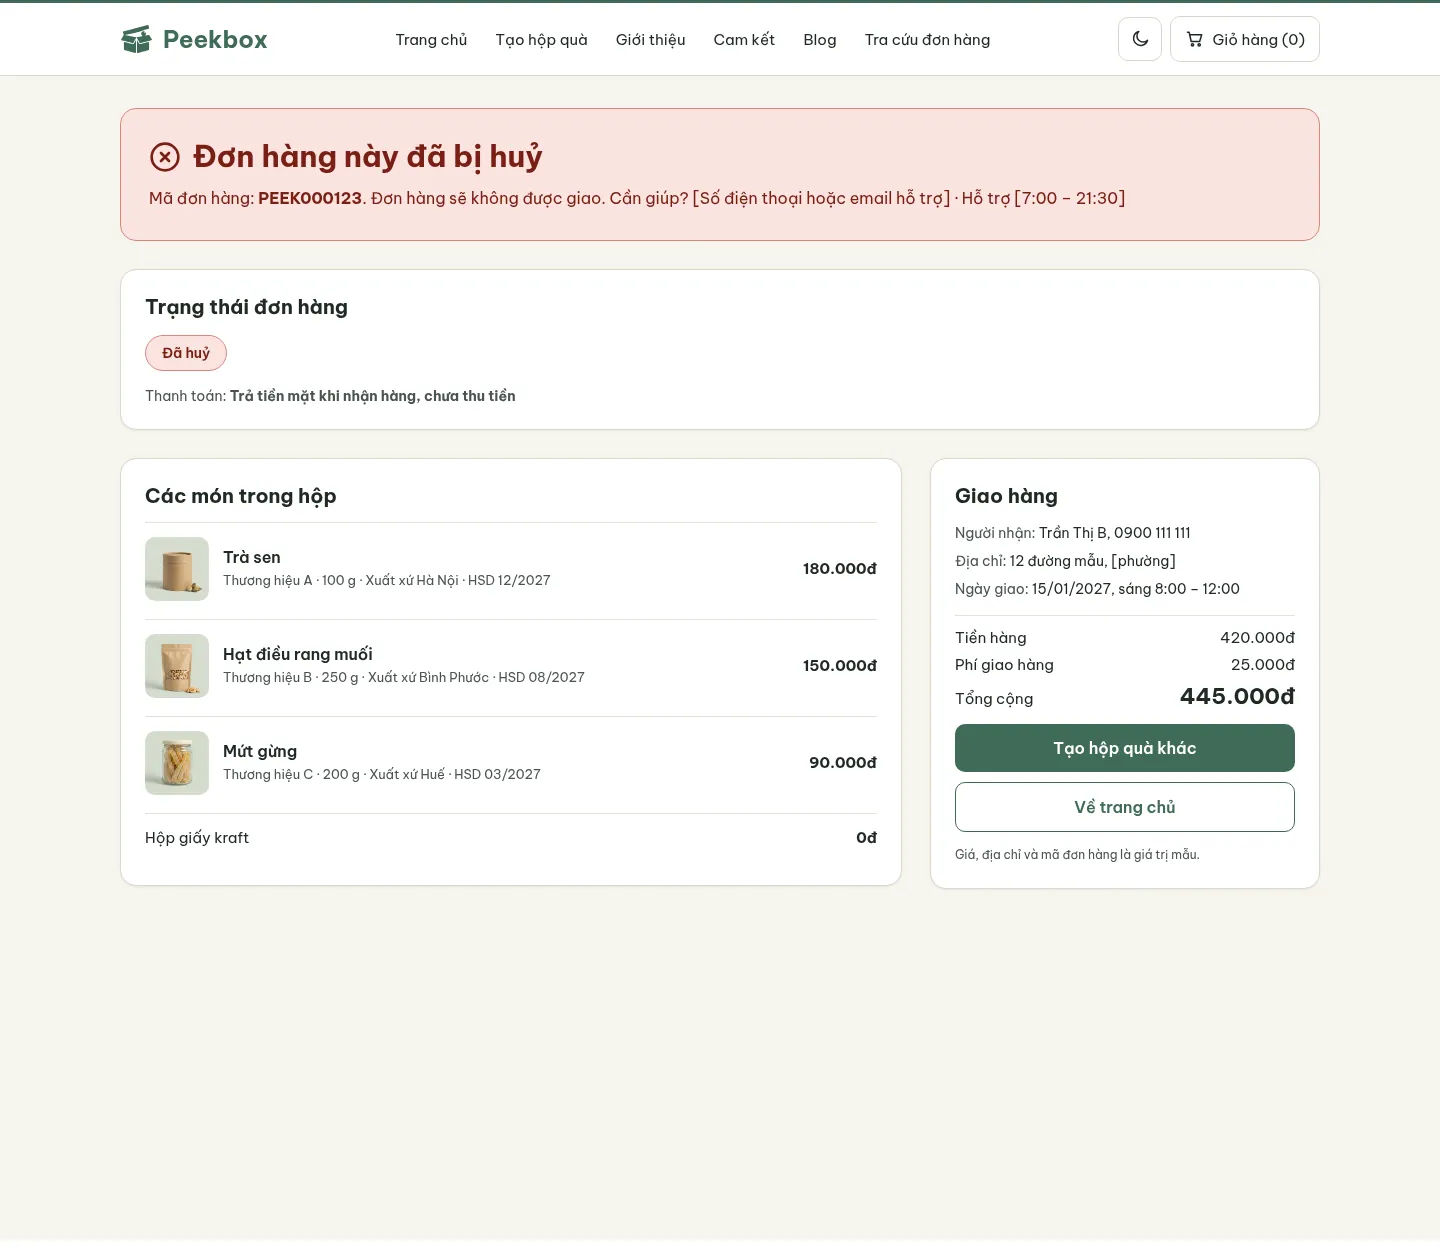 Peekbox
Trang chủ
Tạo hộp quà
Giới thiệu
Cam kết
Blog
Tra cứu đơn hàng
Giỏ hàng (0)
Đơn hàng này đã bị huỷ
Mã đơn hàng: PEEK000123. Đơn hàng sẽ không được giao. Cần giúp? [Số điện thoại hoặc email hỗ trợ] · Hỗ trợ [7:00 – 21:30]
Trạng thái đơn hàng
Đã huỷ
Thanh toán: Trả tiền mặt khi nhận hàng, chưa thu tiền
Các món trong hộp
Trà sen
Thương hiệu A · 100 g · Xuất xứ Hà Nội · HSD 12/2027
180.000đ
Hạt điều rang muối
Thương hiệu B · 250 g · Xuất xứ Bình Phước · HSD 08/2027
150.000đ
Mứt gừng
Thương hiệu C · 200 g · Xuất xứ Huế · HSD 03/2027
90.000đ
Hộp giấy kraft
0đ
Giao hàng
Người nhận: Trần Thị B, 0900 111 111
Địa chỉ: 12 đường mẫu, [phường]
Ngày giao: 15/01/2027, sáng 8:00 – 12:00
Tiền hàng 420.000đ
Phí giao hàng 25.000đ
Tổng cộng 445.000đ
Tạo hộp quà khác
Về trang chủ
Giá, địa chỉ và mã đơn hàng là giá trị mẫu.